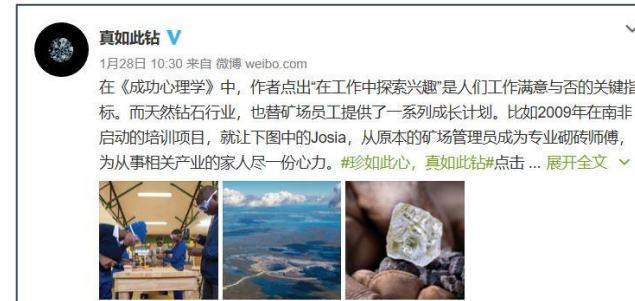 真如此钻 V
1月28日 10:30 来自 微博 weibo.com
在《成功心理学》中，作者点出“在工作中探索兴趣”是人们工作满意与否的关键指
标。而天然钻石行业，也替矿场员工提供了一系列成长计划。比如2009年在南非
启动的培训项目，就让下图中的Josia，从原本的矿场管理员成为专业砌砖师傅，
为从事相关产业的家人尽一份心力。#珍如此心，真如此钻#点击 ... 展开全文